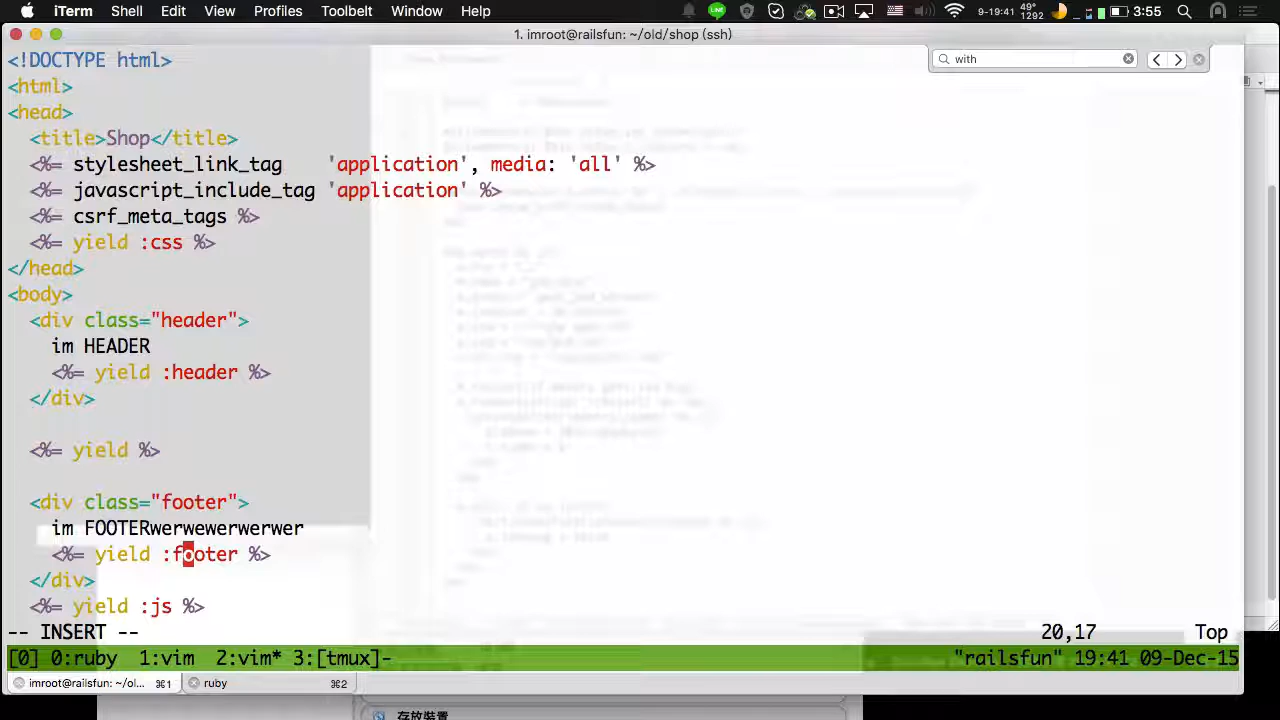 iTerm Shell Edit View Profiles Toolbelt Window Help 9-19:41 49° 1292 3:55
1. imroot@railsfun: ~/old/shop (ssh)
with
<!DOCTYPE html>
<html>
<head>
<title>Shop</title>
<%= stylesheet_link_tag    'application', media: 'all' %>
<%= javascript_include_tag 'application' %>
<%= csrf_meta_tags %>
<%= yield :css %>
</head>
<body>
<div class="header">
im HEADER
<%= yield :header %>
</div>
<%= yield %>
<div class="footer">
im FOOTERwerwewerwerwer
<%= yield :footer %>
</div>
<%= yield :js %>
-- INSERT -- 20,17 Top
[0] 0:ruby 1:vim 2:vim* 3:[tmux]- "railsfun" 19:41 09-Dec-15
imroot@railsfun: ~/ol... ⌘1 ruby ⌘2
存放裝置